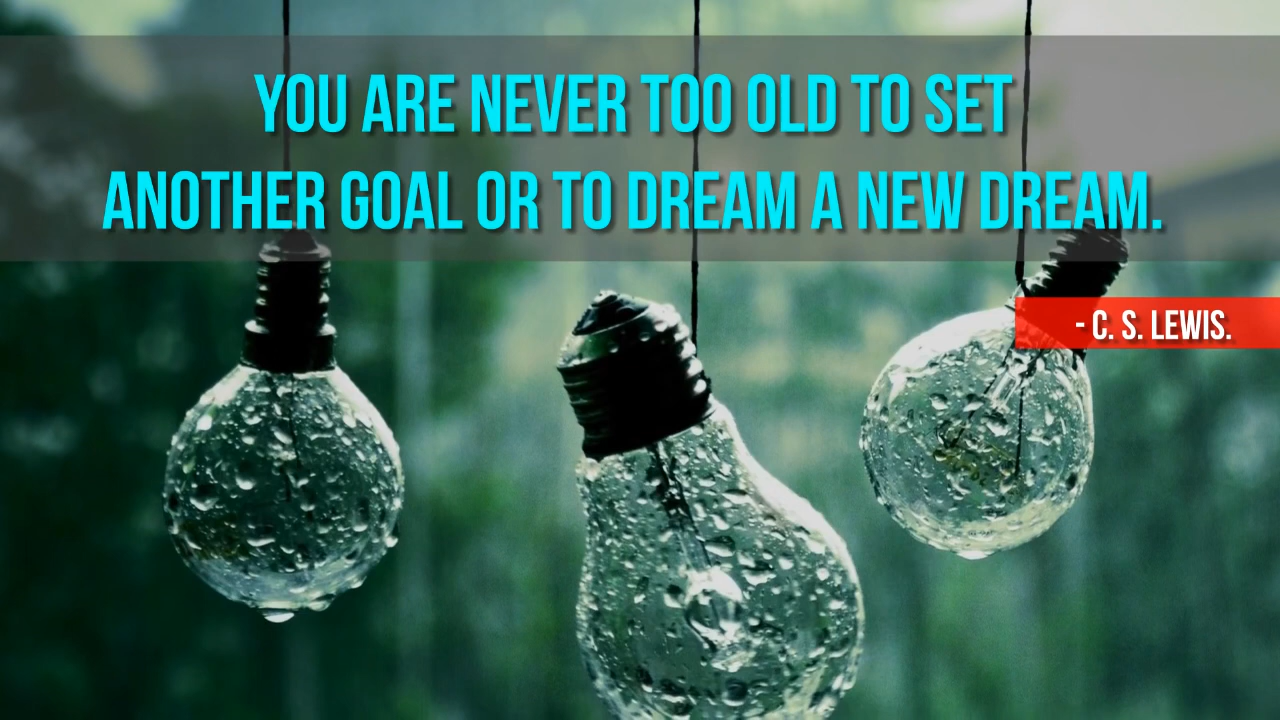 YOU ARE NEVER TOO OLD TO SET
ANOTHER GOAL OR TO DREAM A NEW DREAM.
- C. S. LEWIS.